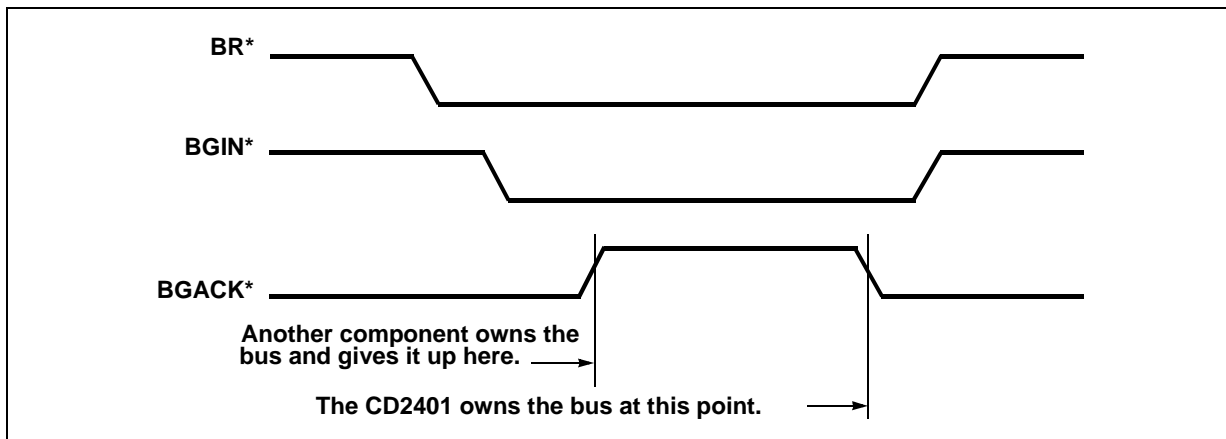 BR*
BGIN*
BGACK*
Another component owns the
bus and gives it up here.
The CD2401 owns the bus at this point.